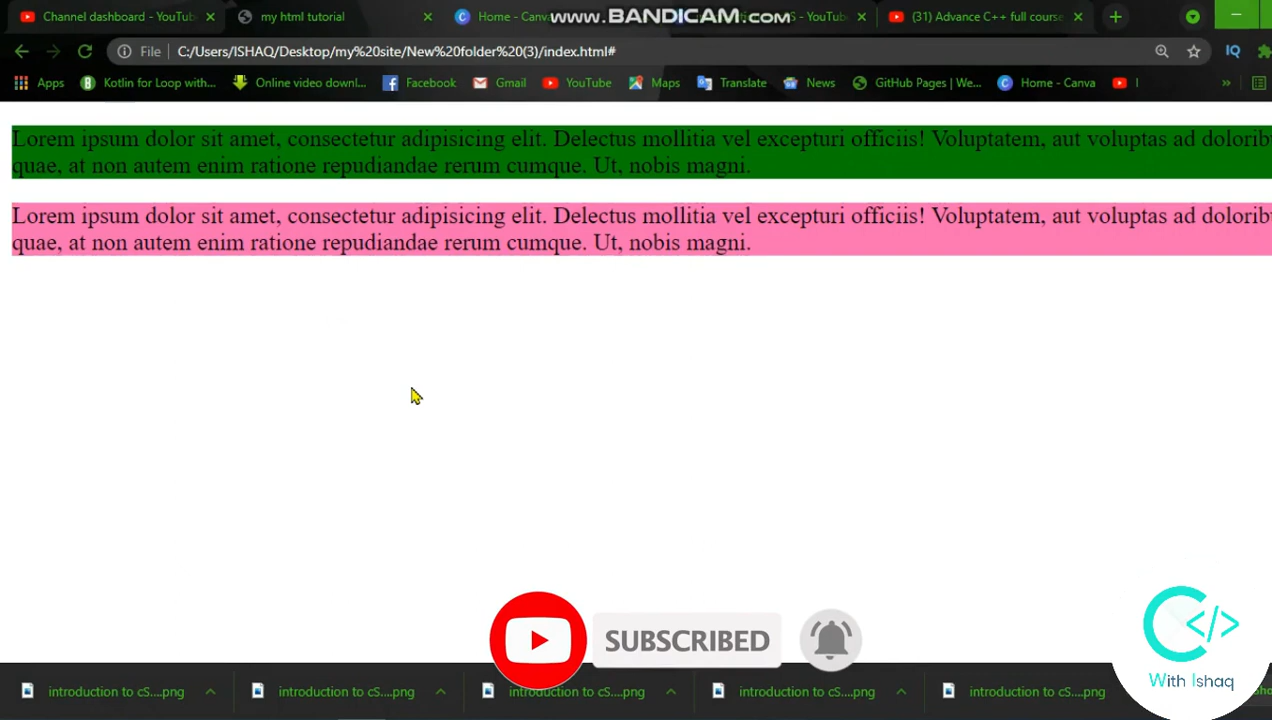 Channel dashboard - YouTub
my html tutorial
Home - Canv
www.BANDICAM.com
S - YouTub
(31) Advance C++ full course
File
C:/Users/ISHAQ/Desktop/my%20site/New%20folder%20(3)/index.html#
IQ
Apps
Kotlin for Loop with...
Online video downl...
Facebook
Gmail
YouTube
Maps
Translate
News
GitHub Pages | We...
Home - Canva
»
Lorem ipsum dolor sit amet, consectetur adipisicing elit. Delectus mollitia vel excepturi officiis! Voluptatem, aut voluptas ad doloribu
quae, at non autem enim ratione repudiandae rerum cumque. Ut, nobis magni.
Lorem ipsum dolor sit amet, consectetur adipisicing elit. Delectus mollitia vel excepturi officiis! Voluptatem, aut voluptas ad doloribu
quae, at non autem enim ratione repudiandae rerum cumque. Ut, nobis magni.
SUBSCRIBED
C</>
With Ishaq
introduction to cS....png
introduction to cS....png
introduction to cS....png
introduction to cS....png
introduction to cS....png